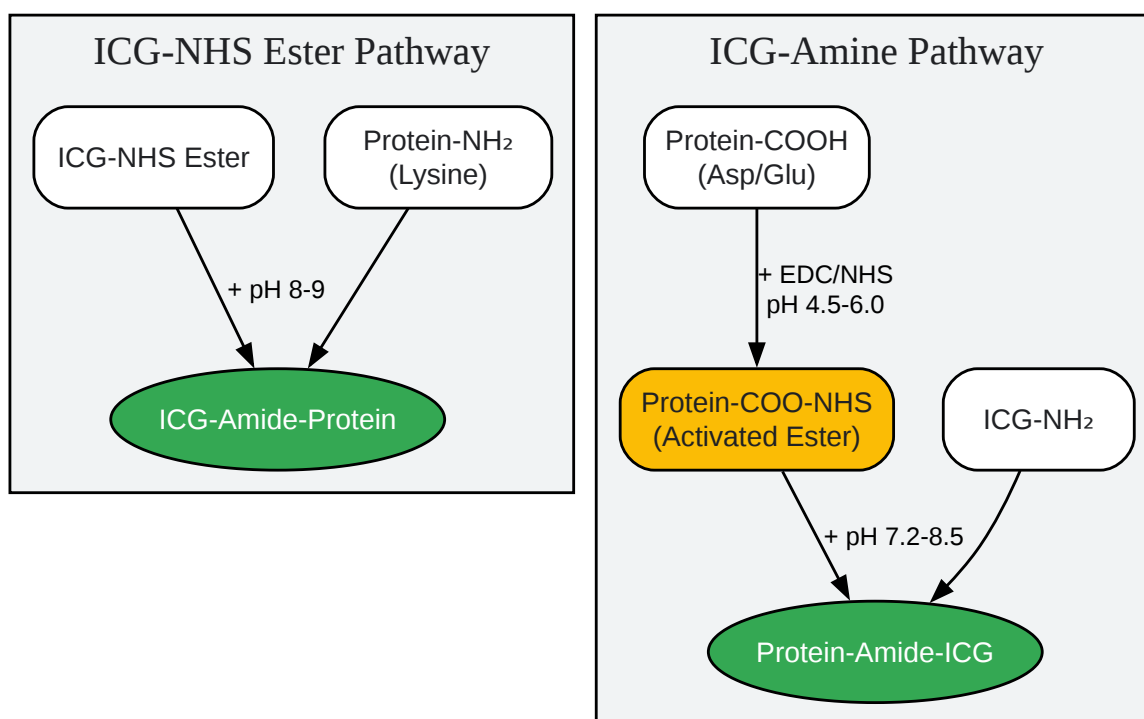 ICG-NHS Ester Pathway
ICG-NHS Ester
Protein-NH₂
(Lysine)
+ pH 8-9
ICG-Amide-Protein
ICG-Amine Pathway
Protein-COOH
(Asp/Glu)
+ EDC/NHS
pH 4.5-6.0
Protein-COO-NHS
(Activated Ester)
ICG-NH₂
+ pH 7.2-8.5
Protein-Amide-ICG